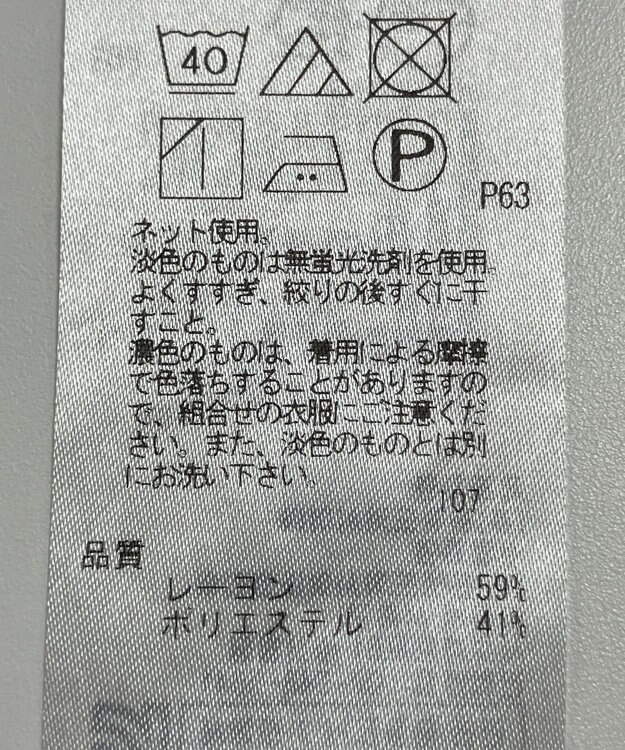 40
P
P63
ネット使用。
淡色のものは無蛍光洗剤を使用。
よくすすぎ、絞りの後すぐに干
すこと。
濃色のものは、着用による摩擦
で色落ちすることがありますの
で、組合せの衣服にご注意くだ
さい。また、淡色のものとは別
にお洗い下さい。
107
品質
レーヨン 59%
ポリエステル 41%